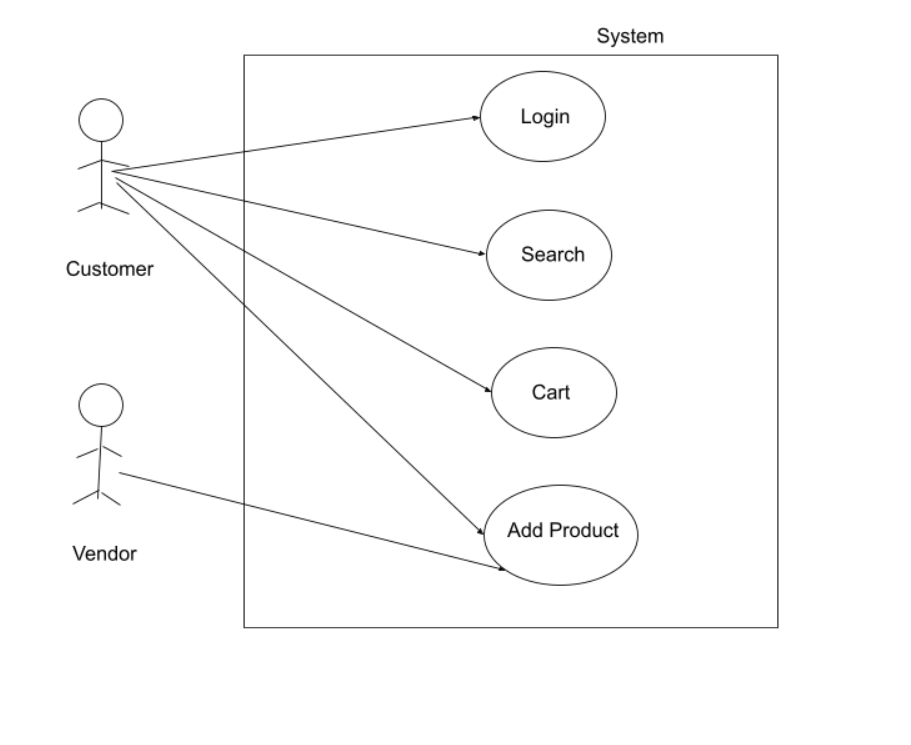 System
Login
Search
Customer
Cart
Add Product
Vendor